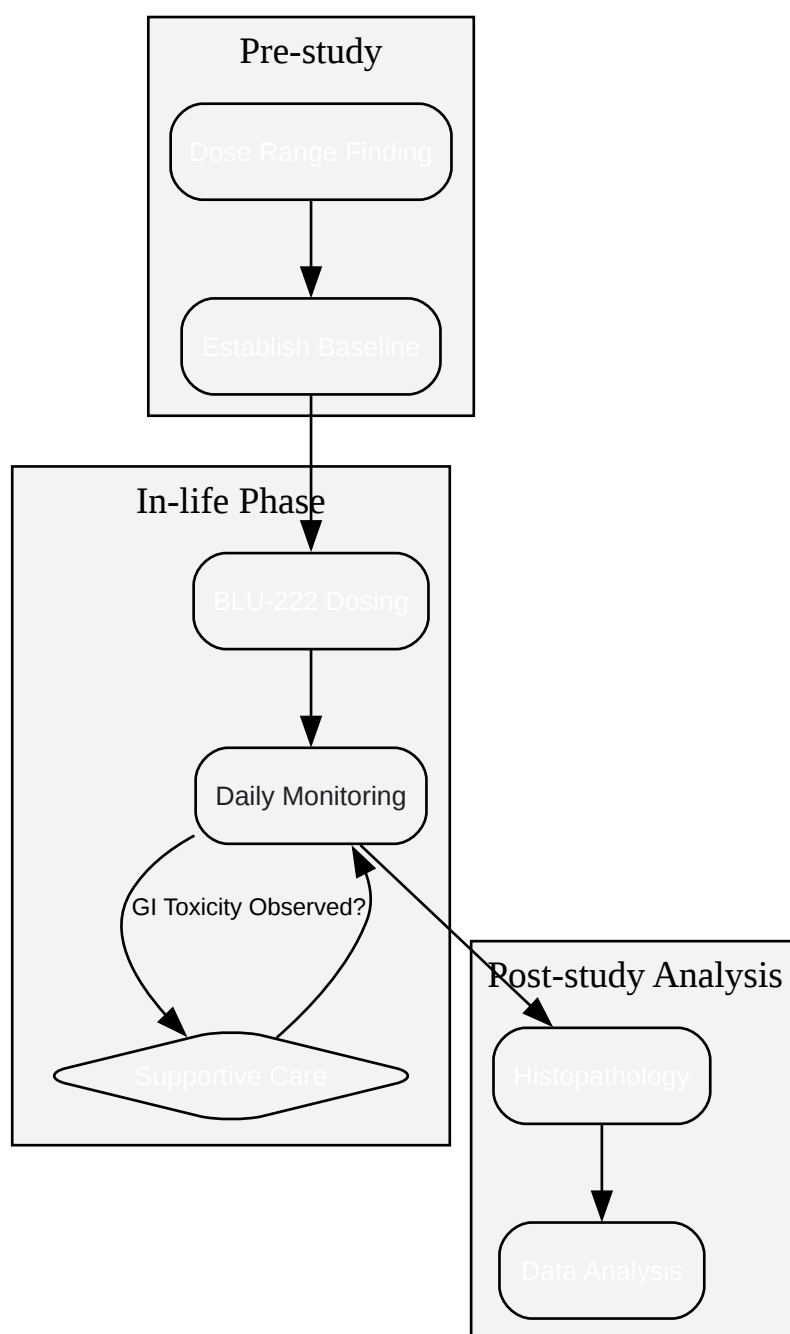 Pre-study
Dose Range Finding
Establish Baseline
In-life Phase
BLU-222 Dosing
Daily Monitoring
GI Toxicity Observed?
Supportive Care
Post-study Analysis
Histopathology
Data Analysis